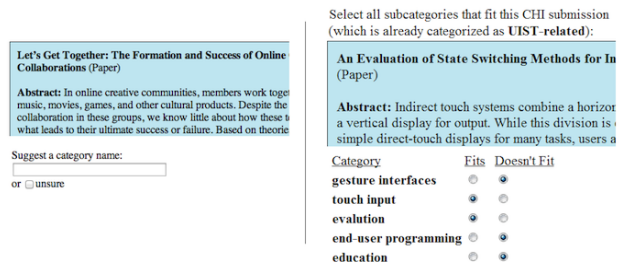 Let's Get Together: The Formation and Success of Online
Collaborations (Paper)
Abstract: In online creative communities, members work
music, movies, games, and other cultural products. Despite the
collaboration in these groups, we know little about how these
what leads to their ultimate success or failure. Based on
Suggest a category name:
or unsure
Select all subcategories that fit this CHI submission
(which is already categorized as UIST-related):
An Evaluation of State Switching Methods for
(Paper)
Abstract: Indirect touch systems combine a
a vertical display for output. While this division is
simple direct-touch displays for many tasks, users
Category Fits Doesn't Fit
gesture interfaces
touch input
evalution
end-user programming
education